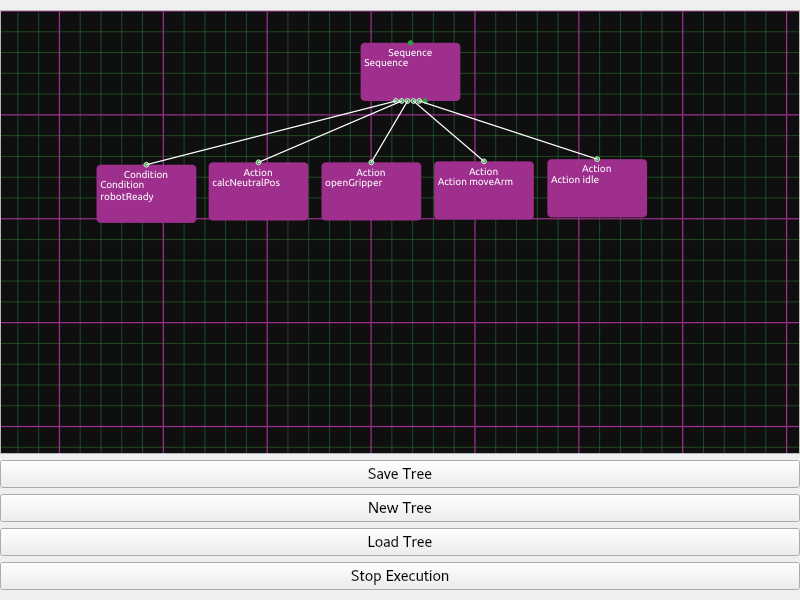 Sequence
Sequence
Condition
Condition
robotReady
Action
calcNeutralPos
Action
openGripper
Action
Action moveArm
Action
Action idle
Save Tree
New Tree
Load Tree
Stop Execution